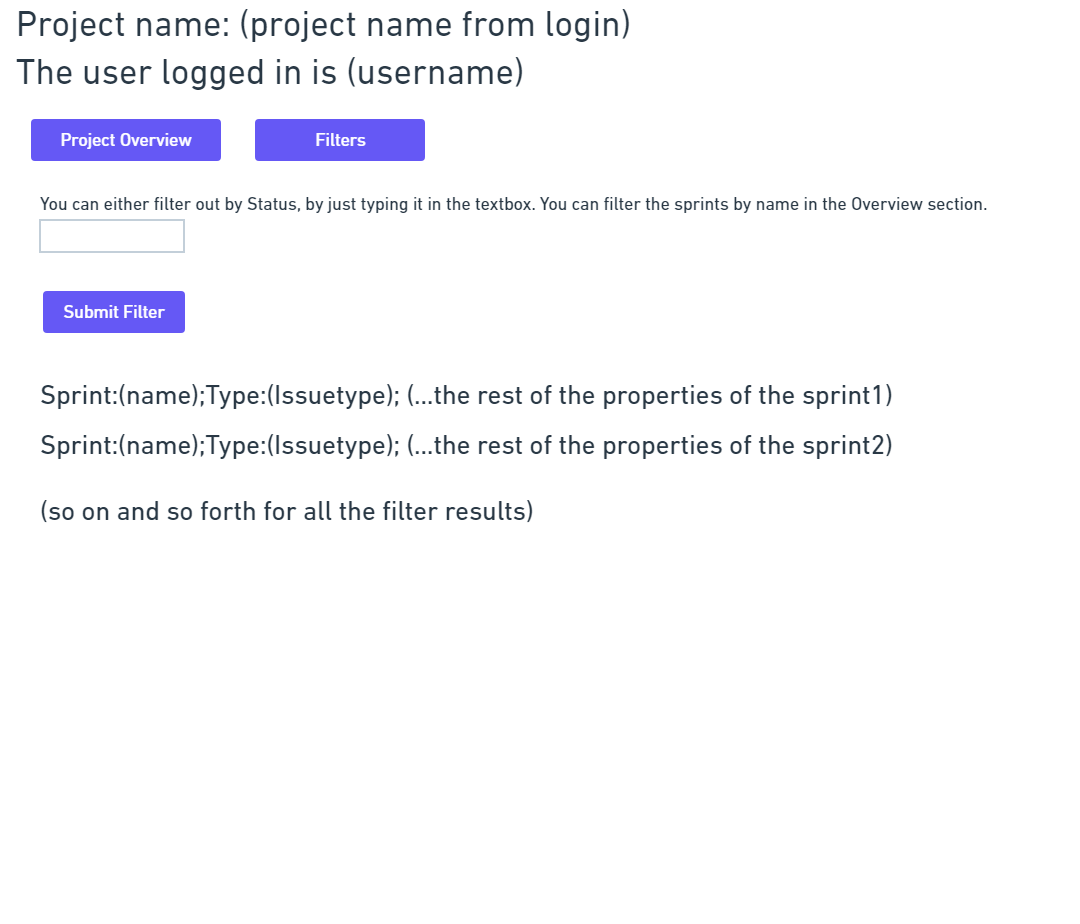 Project name: (project name from login)
The user logged in is (username)
Project Overview
Filters
You can either filter out by Status, by just typing it in the textbox. You can filter the sprints by name in the Overview section.
Submit Filter
Sprint:(name);Type:(Issuetype); (...the rest of the properties of the sprint1)
Sprint:(name);Type:(Issuetype); (...the rest of the properties of the sprint2)
(so on and so forth for all the filter results)